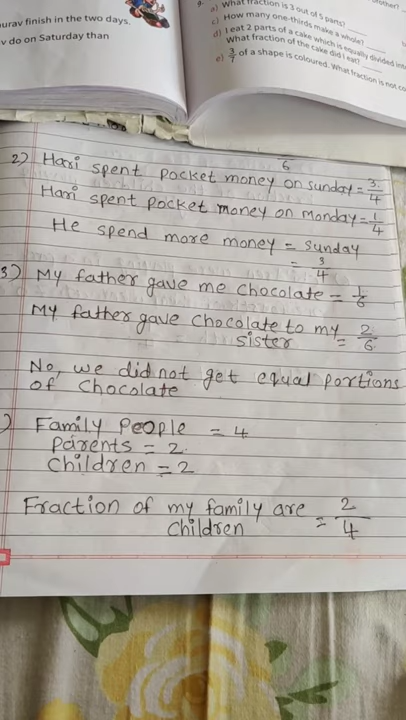 aurav finish in the two days.
v do on Saturday than
9.
a) What fraction is 3 out of 5 parts?
c) How many one-thirds make a whole?
d) I eat 2 parts of a cake which is equally divided into
What fraction of the cake did I eat?
e) 3/7 of a shape is coloured. What fraction is not co
6
2) Hari spent pocket money on sunday = 3/4
Hari spent pocket money on Monday = 1/4
He spend more money = sunday
= 3/4
3) My father gave me chocolate = 1/6
My father gave chocolate to my = 2/6
sister
No, we did not get equal portions
of chocolate
) Family People = 4
parents = 2
children = 2
Fraction of my family are = 2/4
children